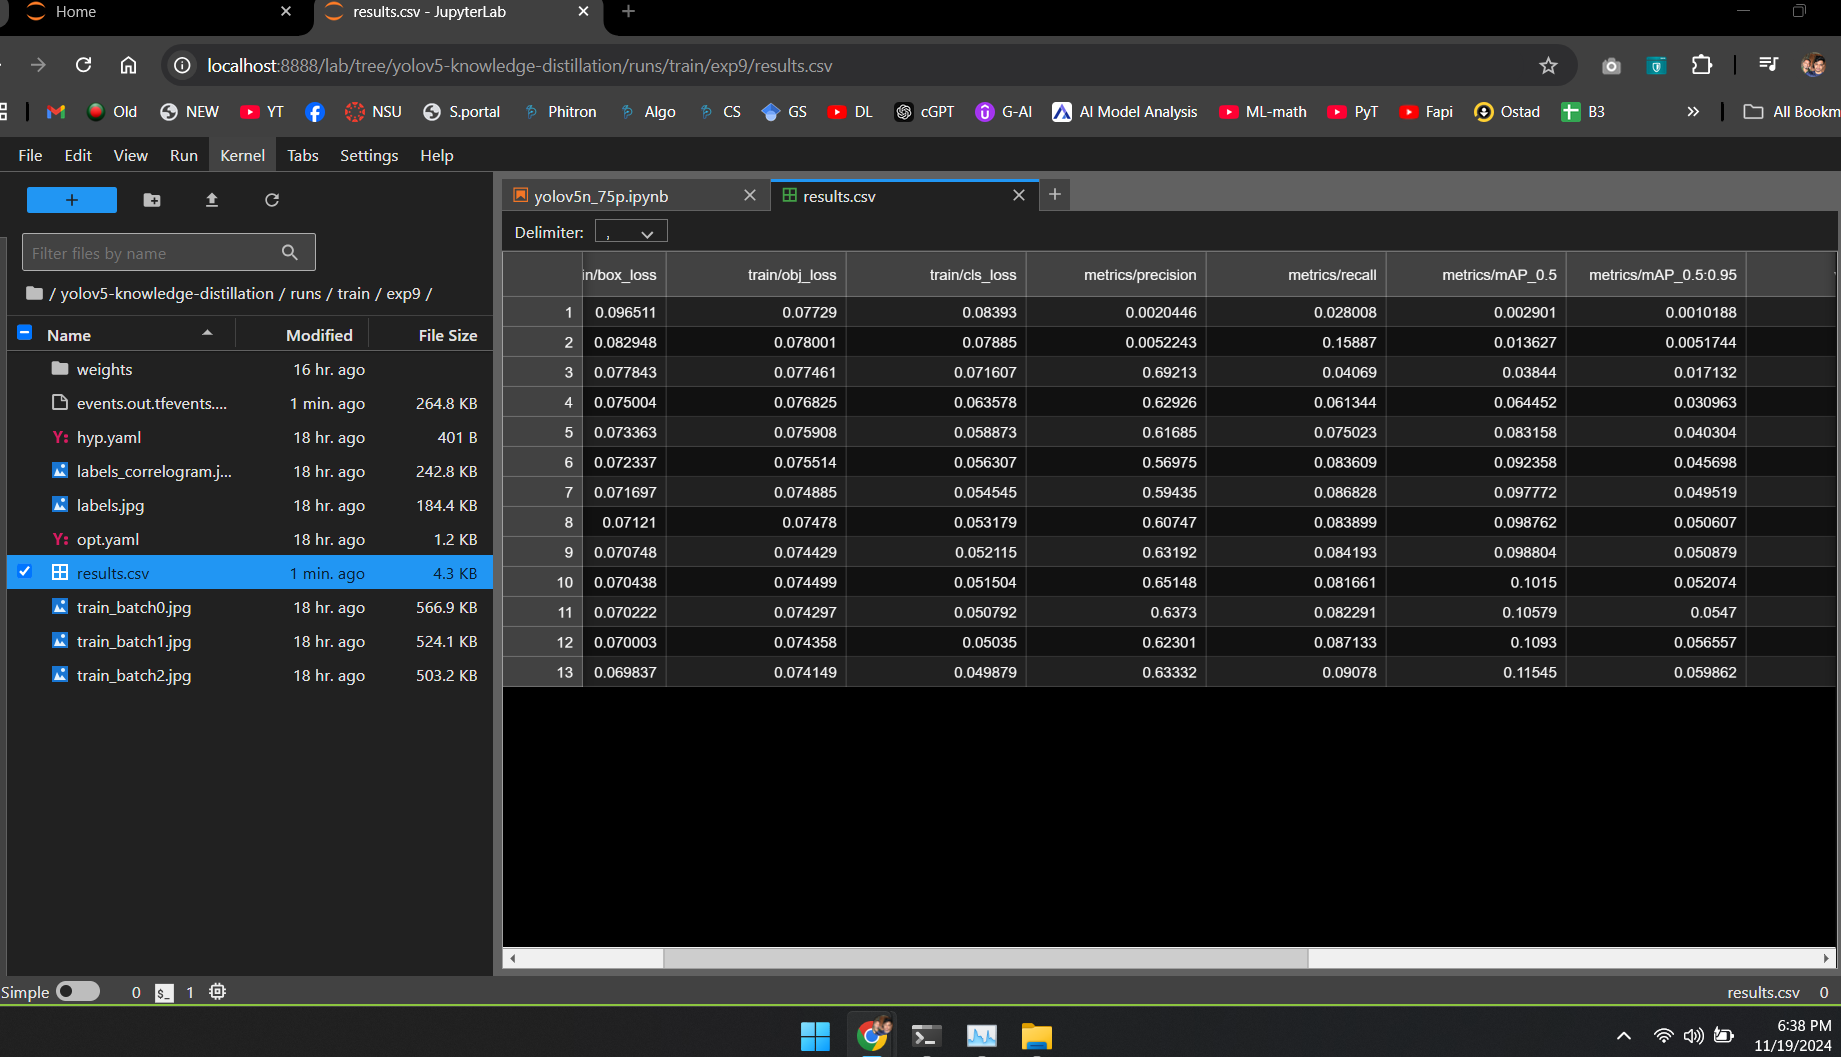 Home
results.csv - JupyterLab
localhost:8888/lab/tree/yolov5-knowledge-distillation/runs/train/exp9/results.csv
Old NEW YT NSU S.portal Phitron Algo CS GS DL cGPT G-AI AI Model Analysis ML-math PyT Fapi Ostad B3 » All Bookm
File Edit View Run Kernel Tabs Settings Help
Filter files by name
/ yolov5-knowledge-distillation / runs / train / exp9 /
Name Modified File Size
weights 16 hr. ago
events.out.tfevents.... 1 min. ago 264.8 KB
Y: hyp.yaml 18 hr. ago 401 B
labels_correlogram.j... 18 hr. ago 242.8 KB
labels.jpg 18 hr. ago 184.4 KB
Y: opt.yaml 18 hr. ago 1.2 KB
results.csv 1 min. ago 4.3 KB
train_batch0.jpg 18 hr. ago 566.9 KB
train_batch1.jpg 18 hr. ago 524.1 KB
train_batch2.jpg 18 hr. ago 503.2 KB
yolov5n_75p.ipynb results.csv
Delimiter: ,
in/box_loss train/obj_loss train/cls_loss metrics/precision metrics/recall metrics/mAP_0.5 metrics/mAP_0.5:0.95
1 0.096511 0.07729 0.08393 0.0020446 0.028008 0.002901 0.0010188
2 0.082948 0.078001 0.07885 0.0052243 0.15887 0.013627 0.0051744
3 0.077843 0.077461 0.071607 0.69213 0.04069 0.03844 0.017132
4 0.075004 0.076825 0.063578 0.62926 0.061344 0.064452 0.030963
5 0.073363 0.075908 0.058873 0.61685 0.075023 0.083158 0.040304
6 0.072337 0.075514 0.056307 0.56975 0.083609 0.092358 0.045698
7 0.071697 0.074885 0.054545 0.59435 0.086828 0.097772 0.049519
8 0.07121 0.07478 0.053179 0.60747 0.083899 0.098762 0.050607
9 0.070748 0.074429 0.052115 0.63192 0.084193 0.098804 0.050879
10 0.070438 0.074499 0.051504 0.65148 0.081661 0.1015 0.052074
11 0.070222 0.074297 0.050792 0.6373 0.082291 0.10579 0.0547
12 0.070003 0.074358 0.05035 0.62301 0.087133 0.1093 0.056557
13 0.069837 0.074149 0.049879 0.63332 0.09078 0.11545 0.059862
Simple 0 $_ 1 results.csv 0
6:38 PM
11/19/2024